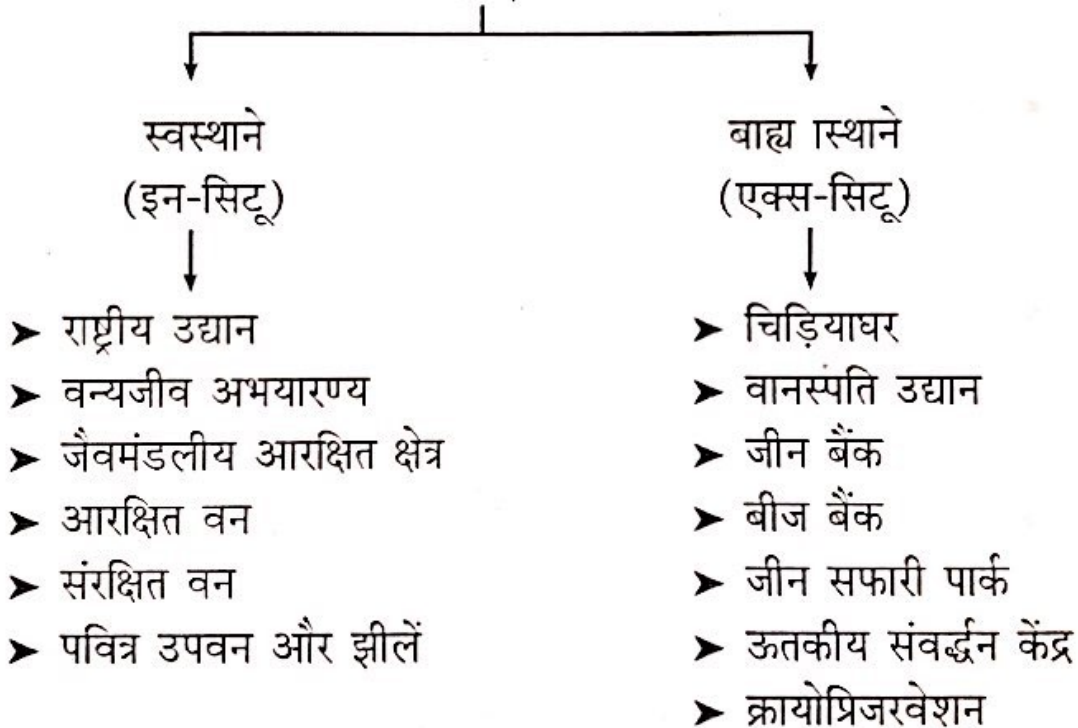 स्वस्थाने
(इन-सिटू)
➤ राष्ट्रीय उद्यान
➤ वन्यजीव अभयारण्य
➤ जैवमंडलीय आरक्षित क्षेत्र
➤ आरक्षित वन
➤ संरक्षित वन
➤ पवित्र उपवन और झीलें
बाह्य ास्थाने
(एक्स-सिटू)
➤ चिड़ियाघर
➤ वानस्पति उद्यान
➤ जीन बैंक
➤ बीज बैंक
➤ जीन सफारी पार्क
➤ ऊतकीय संवर्द्धन केंद्र
➤ क्रायोप्रिजरवेशन